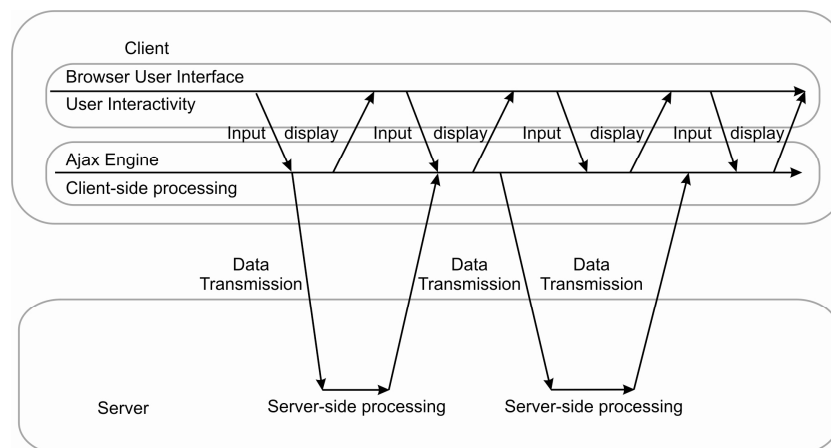 Client
Browser User Interface
User Interactivity
Input display Input display Input display Input display
Ajax Engine
Client-side processing
Data
Transmission
Data
Transmission
Data
Transmission
Server
Server-side processing
Server-side processing